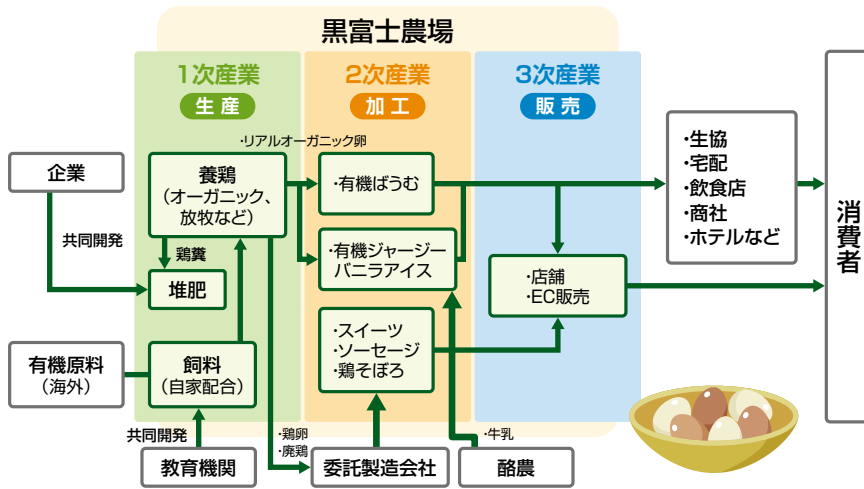 黒富士農場
1次産業
生産
2次産業
加工
3次産業
販売
・リアルオーガニック卵
企業
共同開発
養鶏
（オーガニック、
放牧など）
鶏糞
堆肥
有機原料
（海外）
飼料
（自家配合）
共同開発
教育機関
・鶏卵
・廃鶏
・有機ばうむ
・有機ジャージー
バニラアイス
・スイーツ
・ソーセージ
・鶏そぼろ
委託製造会社
・牛乳
酪農
・店舗
・EC販売
・生協
・宅配
・飲食店
・商社
・ホテルなど
消費者